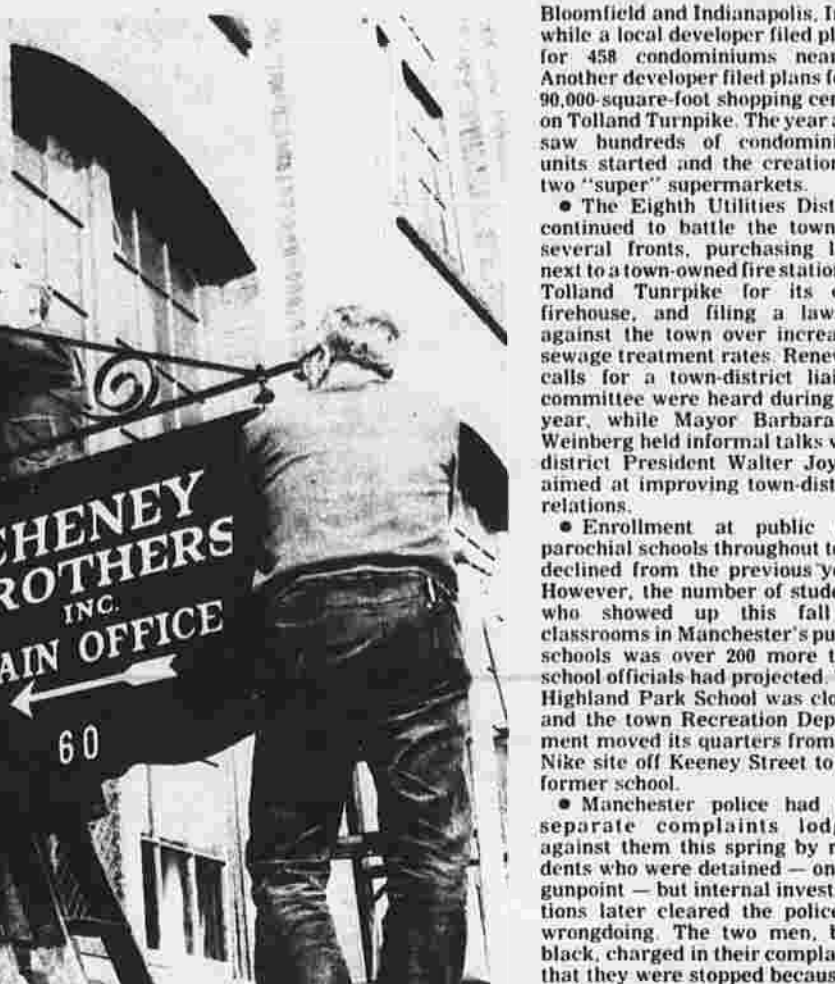 CHENEY
ROTHERS
INC.
AIN OFFICE
60
Bloomfield and Indianapolis, I
while a local developer filed pl
for 458 condominiums nea
Another developer filed plans f
90,000-square-foot shopping ce
on Tolland Turnpike. The year a
saw hundreds of condomini
units started and the creation
two "super" supermarkets.
• The Eighth Utilities Dist
continued to battle the town
several fronts, purchasing l
next to a town-owned fire station
Tolland Tunrpike for its
firehouse, and filing a law
against the town over increa
sewage treatment rates. Rene
calls for a town-district liai
committee were heard during
year, while Mayor Barbara
Weinberg held informal talks
district President Walter Joy
aimed at improving town-dist
relations.
• Enrollment at public
parochial schools throughout t
declined from the previous y
However, the number of stude
who showed up this fall
classrooms in Manchester's pu
schools was over 200 more t
school officials had projected.
Highland Park School was clo
and the town Recreation Dep
ment moved its quarters from
Nike site off Keeney Street to
former school.
• Manchester police had
separate complaints lod
against them this spring by r
dents who were detained — on
gunpoint — but internal invest
tions later cleared the police
wrongdoing. The two men, b
black, charged in their compla
that they were stopped becaus